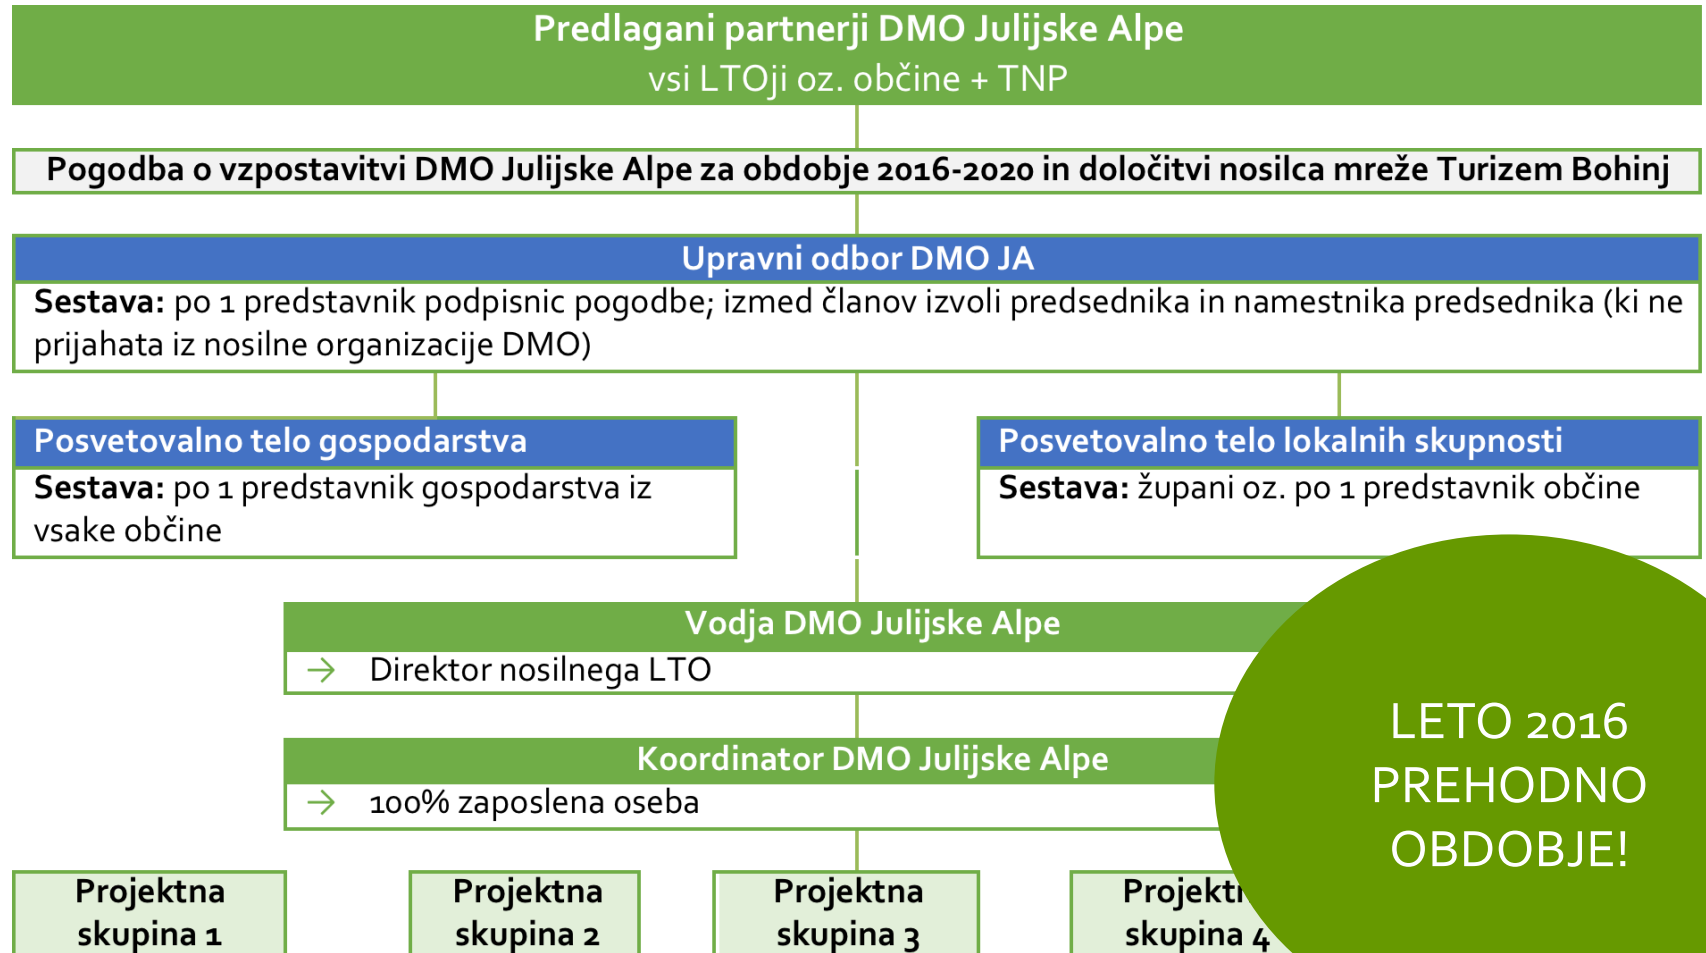 Predlagani partnerji DMO Julijske Alpe
vsi LTOji oz. občine + TNP
Pogodba o vzpostavitvi DMO Julijske Alpe za obdobje 2016-2020 in določitvi nosilca mreže Turizem Bohinj
Upravni odbor DMO JA
Sestava: po 1 predstavnik podpisnic pogodbe; izmed članov izvoli predsednika in namestnika predsednika (ki ne
prijahata iz nosilne organizacije DMO)
Posvetovalno telo gospodarstva
Sestava: po 1 predstavnik gospodarstva iz
vsake občine
Posvetovalno telo lokalnih skupnosti
Sestava: župani oz. po 1 predstavnik občine
Vodja DMO Julijske Alpe
→ Direktor nosilnega LTO
Koordinator DMO Julijske Alpe
→ 100% zaposlena oseba
Projektna
skupina 1
Projektna
skupina 2
Projektna
skupina 3
skupina 4
LETO 2016
PREHODNO
OBDOBJE!